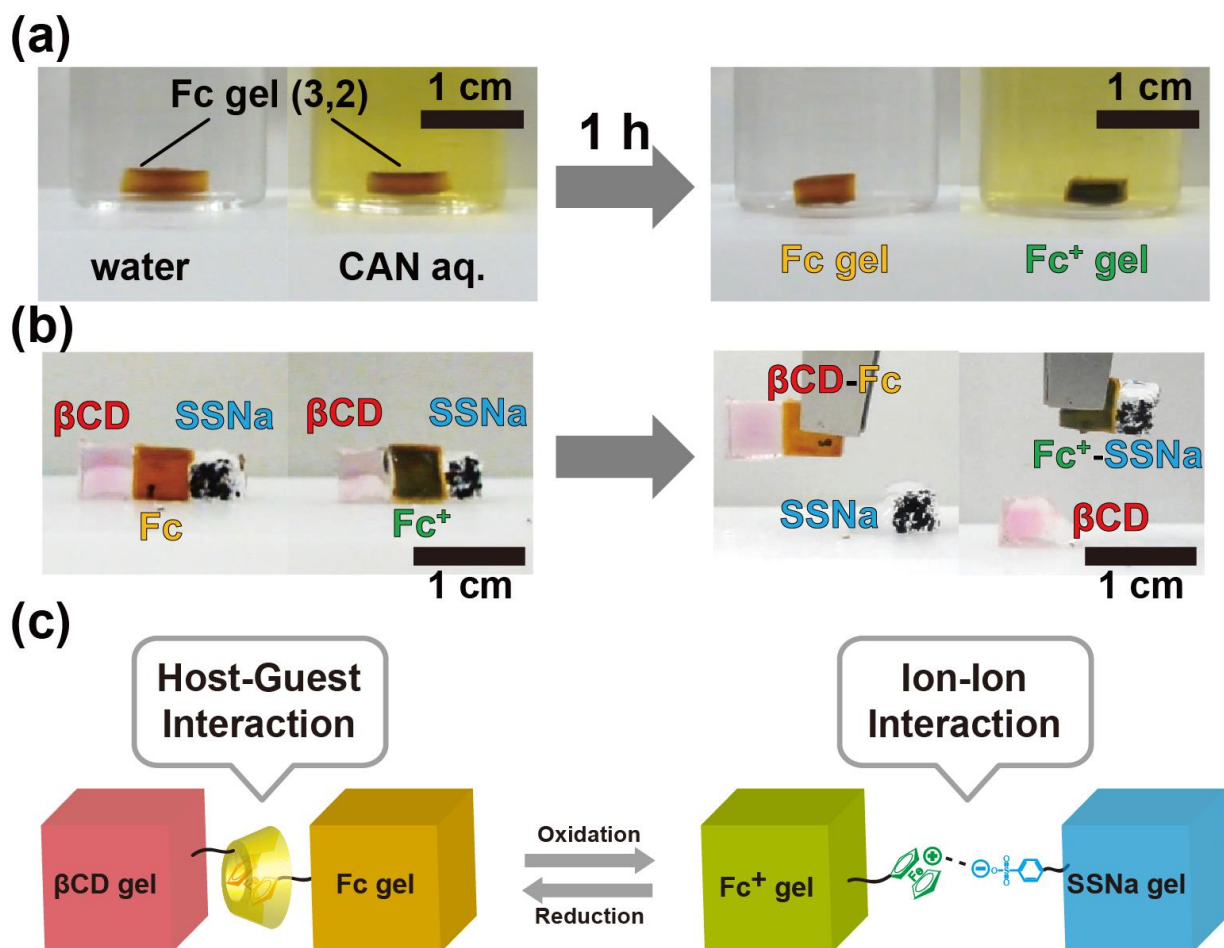 (a)
Fc gel (3,2)
1 cm
water
CAN aq.
1 h
1 cm
Fc gel
Fc⁺ gel
(b)
βCD
SSNa
βCD
SSNa
Fc
Fc⁺
1 cm
βCD-Fc
Fc⁺-SSNa
SSNa
βCD
1 cm
(c)
Host-Guest
Interaction
Ion-Ion
Interaction
βCD gel
Fc gel
Oxidation
Reduction
Fc⁺ gel
Fe
SSNa gel